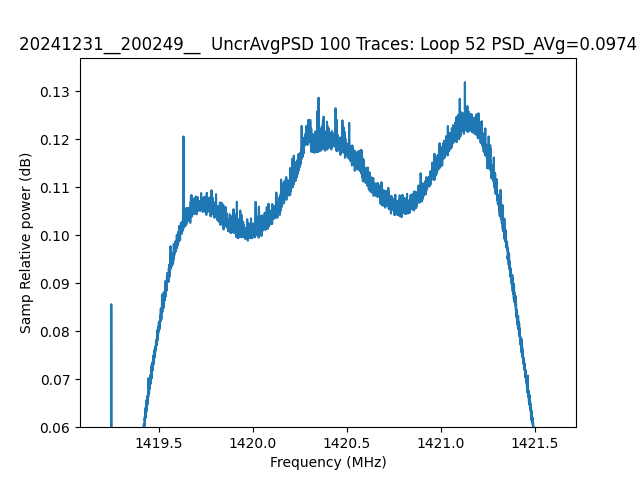 20241231__200249__ UncrAvgPSD 100 Traces: Loop 52 PSD_AVg=0.0974
0.13
0.12
0.11
0.10
0.09
0.08
0.07
0.06
Samp Relative power (dB)
1419.5 1420.0 1420.5 1421.0 1421.5
Frequency (MHz)